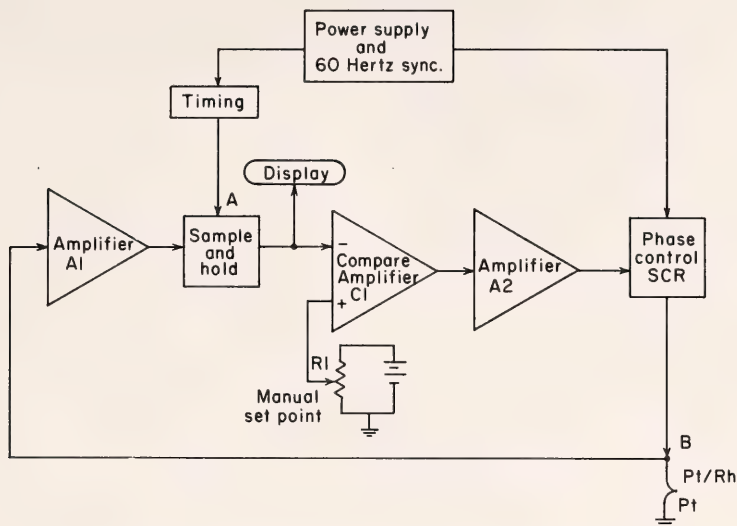 Power supply
and
60 Hertz sync.
Timing
A
Display
Amplifier
A1
Sample
and
hold
−
Compare
Amplifier
C1
+
Amplifier
A2
Phase
control
SCR
R1
Manual
set point
B
Pt/Rh
Pt